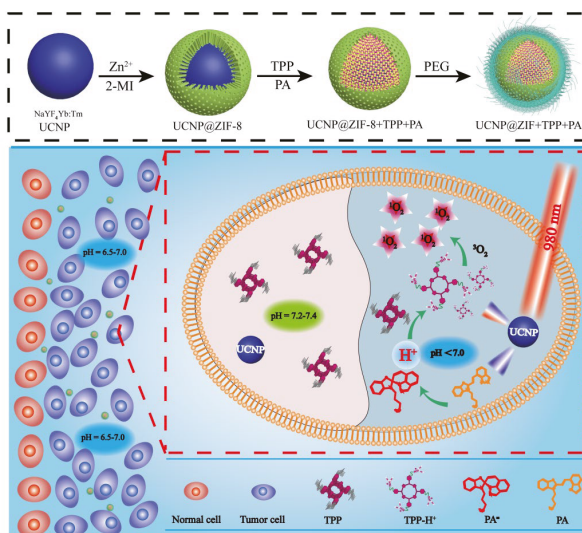 Zn²⁺
2-MI
TPP
PA
PEG
NaYF₄Yb:Tm
UCNP
UCNP@ZIF-8
UCNP@ZIF-8+TPP+PA
UCNP@ZIF+TPP+PA
pH = 6.5-7.0
pH = 6.5-7.0
¹O₂
¹O₂
¹O₂
¹O₂
¹O₂
³O₂
980 nm
pH = 7.2-7.4
UCNP
UCNP
H⁺
pH < 7.0
Normal cell
Tumor cell
TPP
TPP-H⁺
PA*
PA